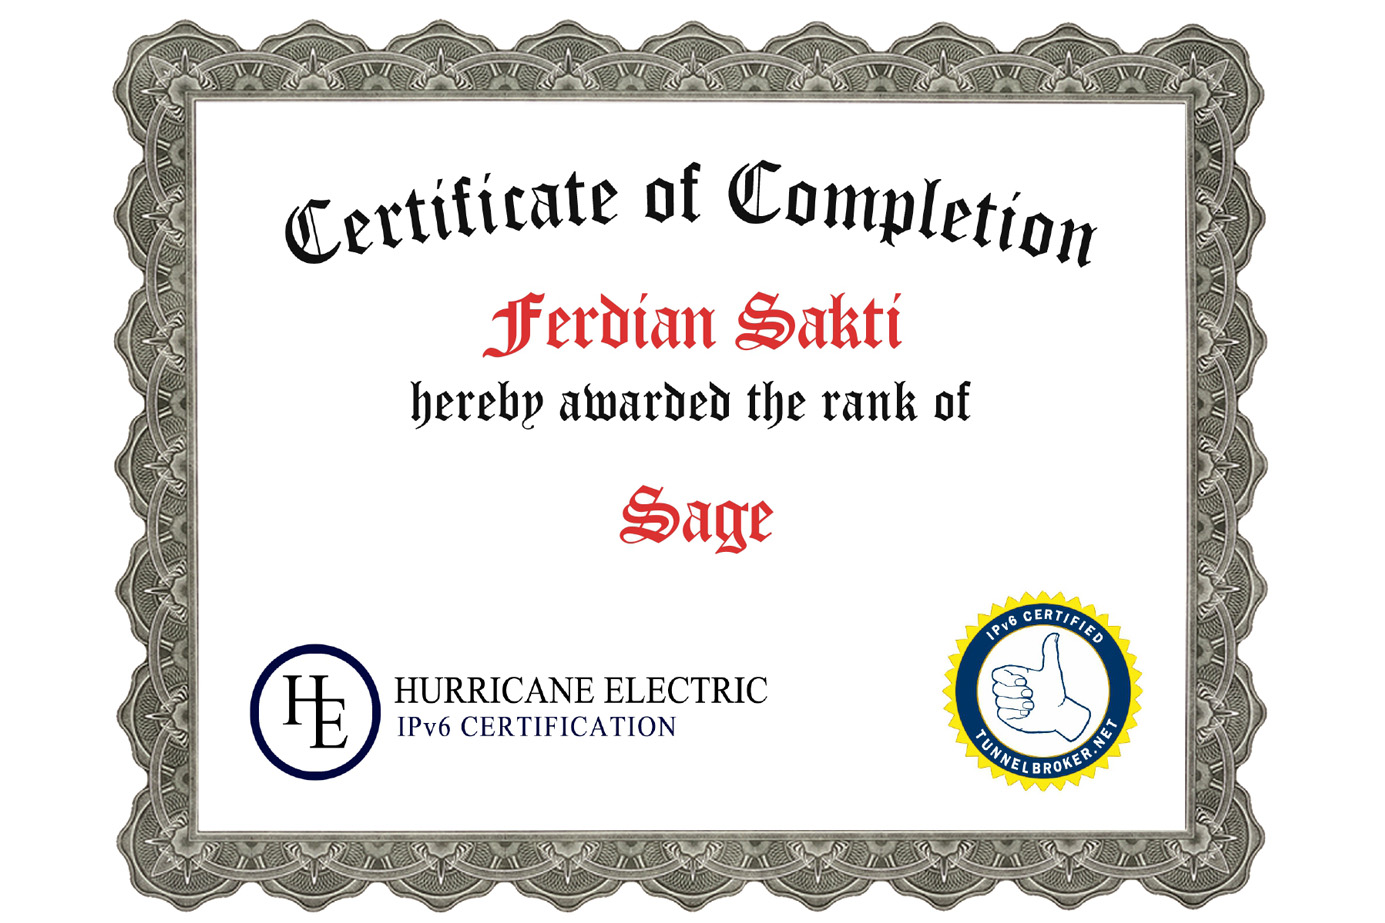 Certificate of Completion
Ferdian Sakti
hereby awarded the rank of
Sage
HE
HURRICANE ELECTRIC
IPv6 CERTIFICATION
IPv6 CERTIFIED
TUNNELBROKER.NET